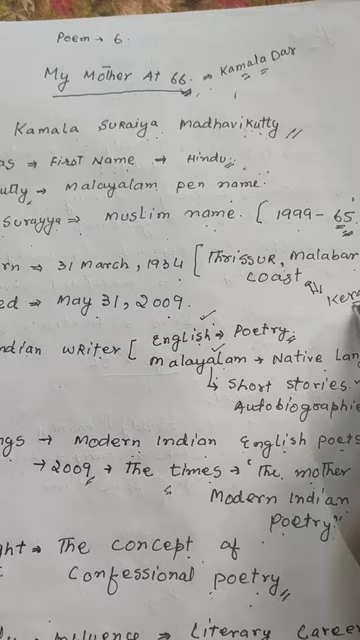 Poem → 6.
My Mother At 66. → Kamala Das
Kamala Suraiya Madhavikutty
as → First Name → Hindu
utty → Malayalam pen name.
Surayya → Muslim name. [1999 - 65
rn → 31 March, 1934 [Thrissur, Malabar
coast
Kera
ed → May 31, 2009.
ndian writer [ English → Poetry
malayalam → Native Lan
↳ Short stories.
Autobiographie
ngs → Modern Indian English poets
→ 2009 → The times → "The mother
Modern Indian
Poetry"
ght → The concept of
Confessional poetry
influence → Literary Career